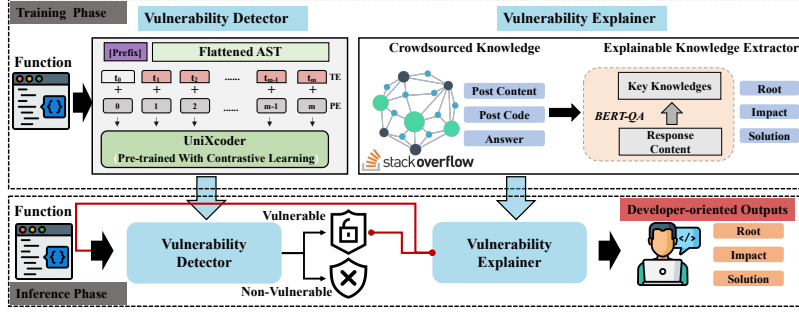 Training Phase
Vulnerability Detector
Vulnerability Explainer
Function
[Prefix]
Flattened AST
t0 t1 t2 ...... tm-1 tm TE
+ + + + +
0 1 2 ...... m-1 m PE
UniXcoder
(Pre-trained With Contrastive Learning)
Crowdsourced Knowledge
Post Content
Post Code
Answer
stackoverflow
Explainable Knowledge Extractor
Key Knowledges
BERT-QA
Response
Content
Root
Impact
Solution
Function
Inference Phase
Vulnerability
Detector
Vulnerable
Non-Vulnerable
Vulnerability
Explainer
Developer-oriented Outputs
Root
Impact
Solution